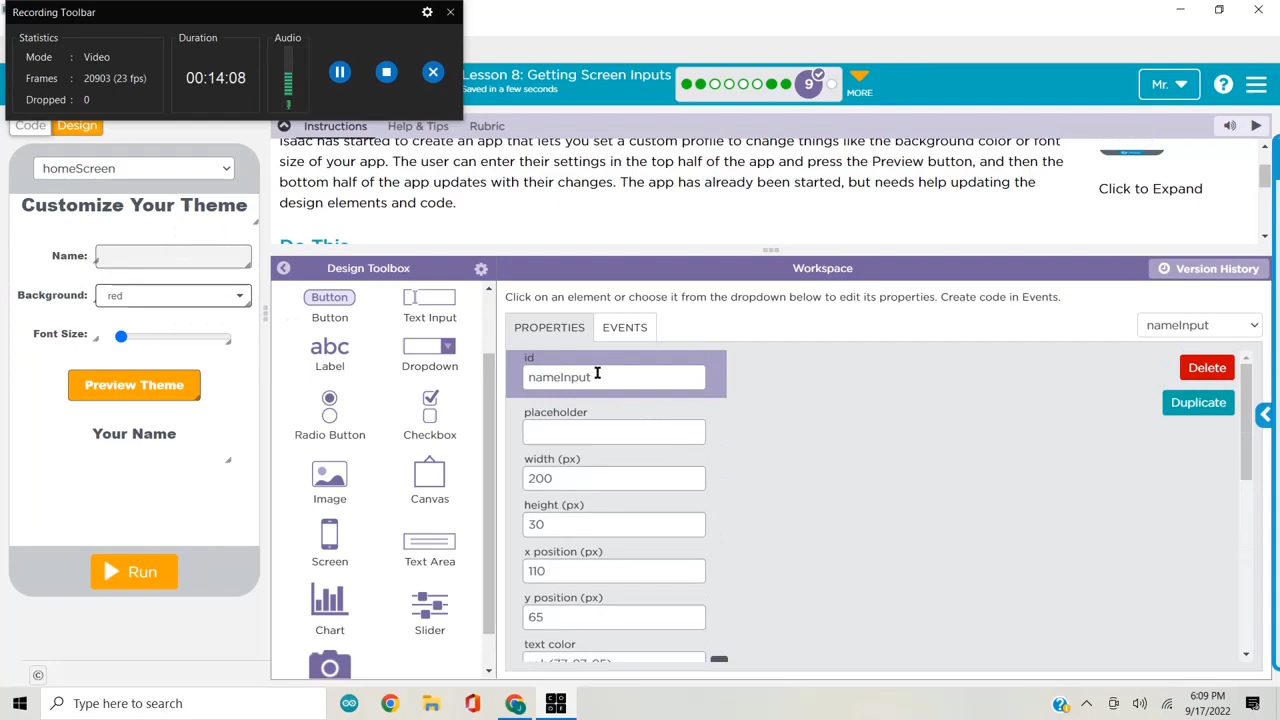 Recording Toolbar
Statistics
Mode : Video
Frames : 20903 (23 fps)
Dropped : 0
Duration
00:14:08
Audio
Lesson 8: Getting Screen Inputs
Saved in a few seconds
9
MORE
Mr.
?
Code
Design
Instructions
Help & Tips
Rubric
Isaac has started to create an app that lets you set a custom profile to change things like the background color or font
size of your app. The user can enter their settings in the top half of the app and press the Preview button, and then the
bottom half of the app updates with their changes. The app has already been started, but needs help updating the
design elements and code.
Do This
Click to Expand
homeScreen
Customize Your Theme
Name:
Background:
red
Font Size:
Preview Theme
Your Name
Run
©
Design Toolbox
Button
Button
Text Input
abc
Label
Dropdown
Radio Button
Checkbox
Image
Canvas
Screen
Text Area
Chart
Slider
Workspace
Version History
Click on an element or choose it from the dropdown below to edit its properties. Create code in Events.
PROPERTIES
EVENTS
nameInput
id
nameInput
Delete
Duplicate
placeholder
width (px)
200
height (px)
30
x position (px)
110
y position (px)
65
text color
Type here to search
6:09 PM
9/17/2022